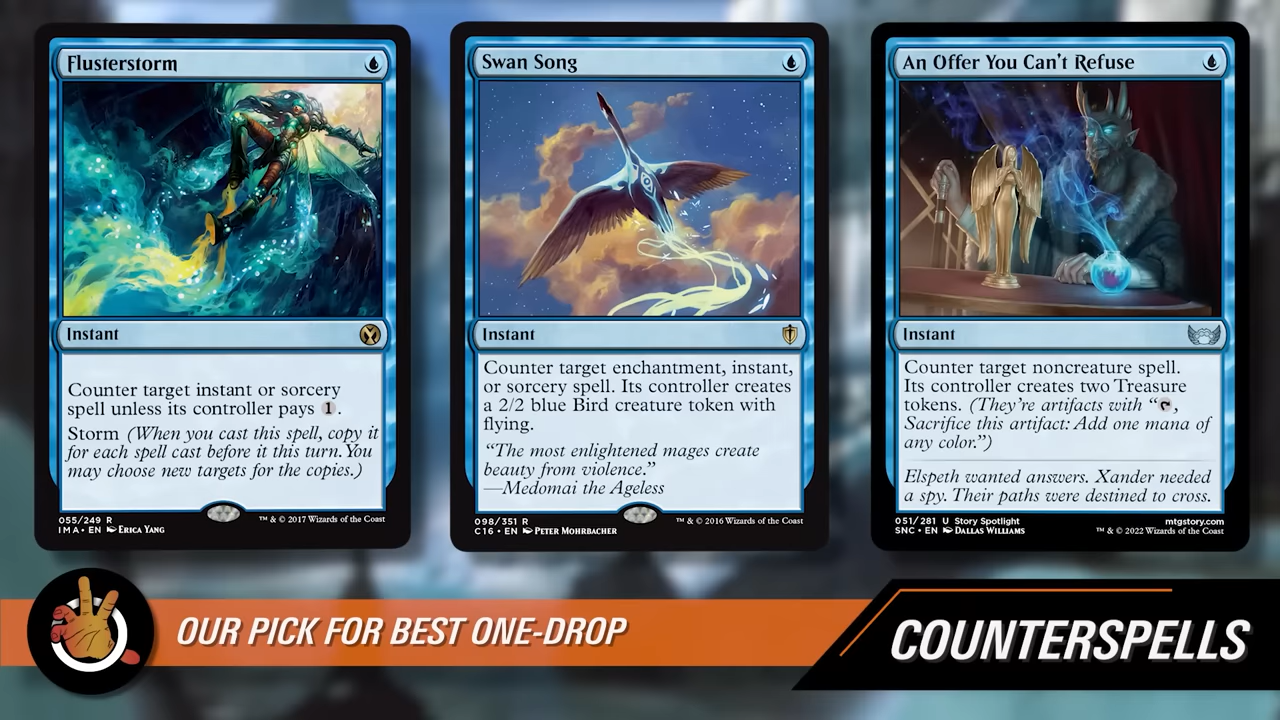 Flusterstorm
Instant
Counter target instant or sorcery
spell unless its controller pays 1.
Storm (When you cast this spell, copy it
for each spell cast before it this turn. You
may choose new targets for the copies.)
055/249 R
IMA • EN Erica Yang
™ & © 2017 Wizards of the Coast
Swan Song
Instant
Counter target enchantment, instant,
or sorcery spell. Its controller creates
a 2/2 blue Bird creature token with
flying.
“The most enlightened mages create
beauty from violence.”
—Medomai the Ageless
098/351 R
C16 • EN Peter Mohrbacher
™ & © 2016 Wizards of the Coast
An Offer You Can't Refuse
Instant
Counter target noncreature spell.
Its controller creates two Treasure
tokens. (They're artifacts with “, 
Sacrifice this artifact: Add one mana of
any color.”)
Elspeth wanted answers. Xander needed
a spy. Their paths were destined to cross.
051/281 U Story Spotlight
SNC • EN Dallas Williams
mtgstory.com
™ & © 2022 Wizards of the Coast
OUR PICK FOR BEST ONE-DROP
COUNTERSPELLS